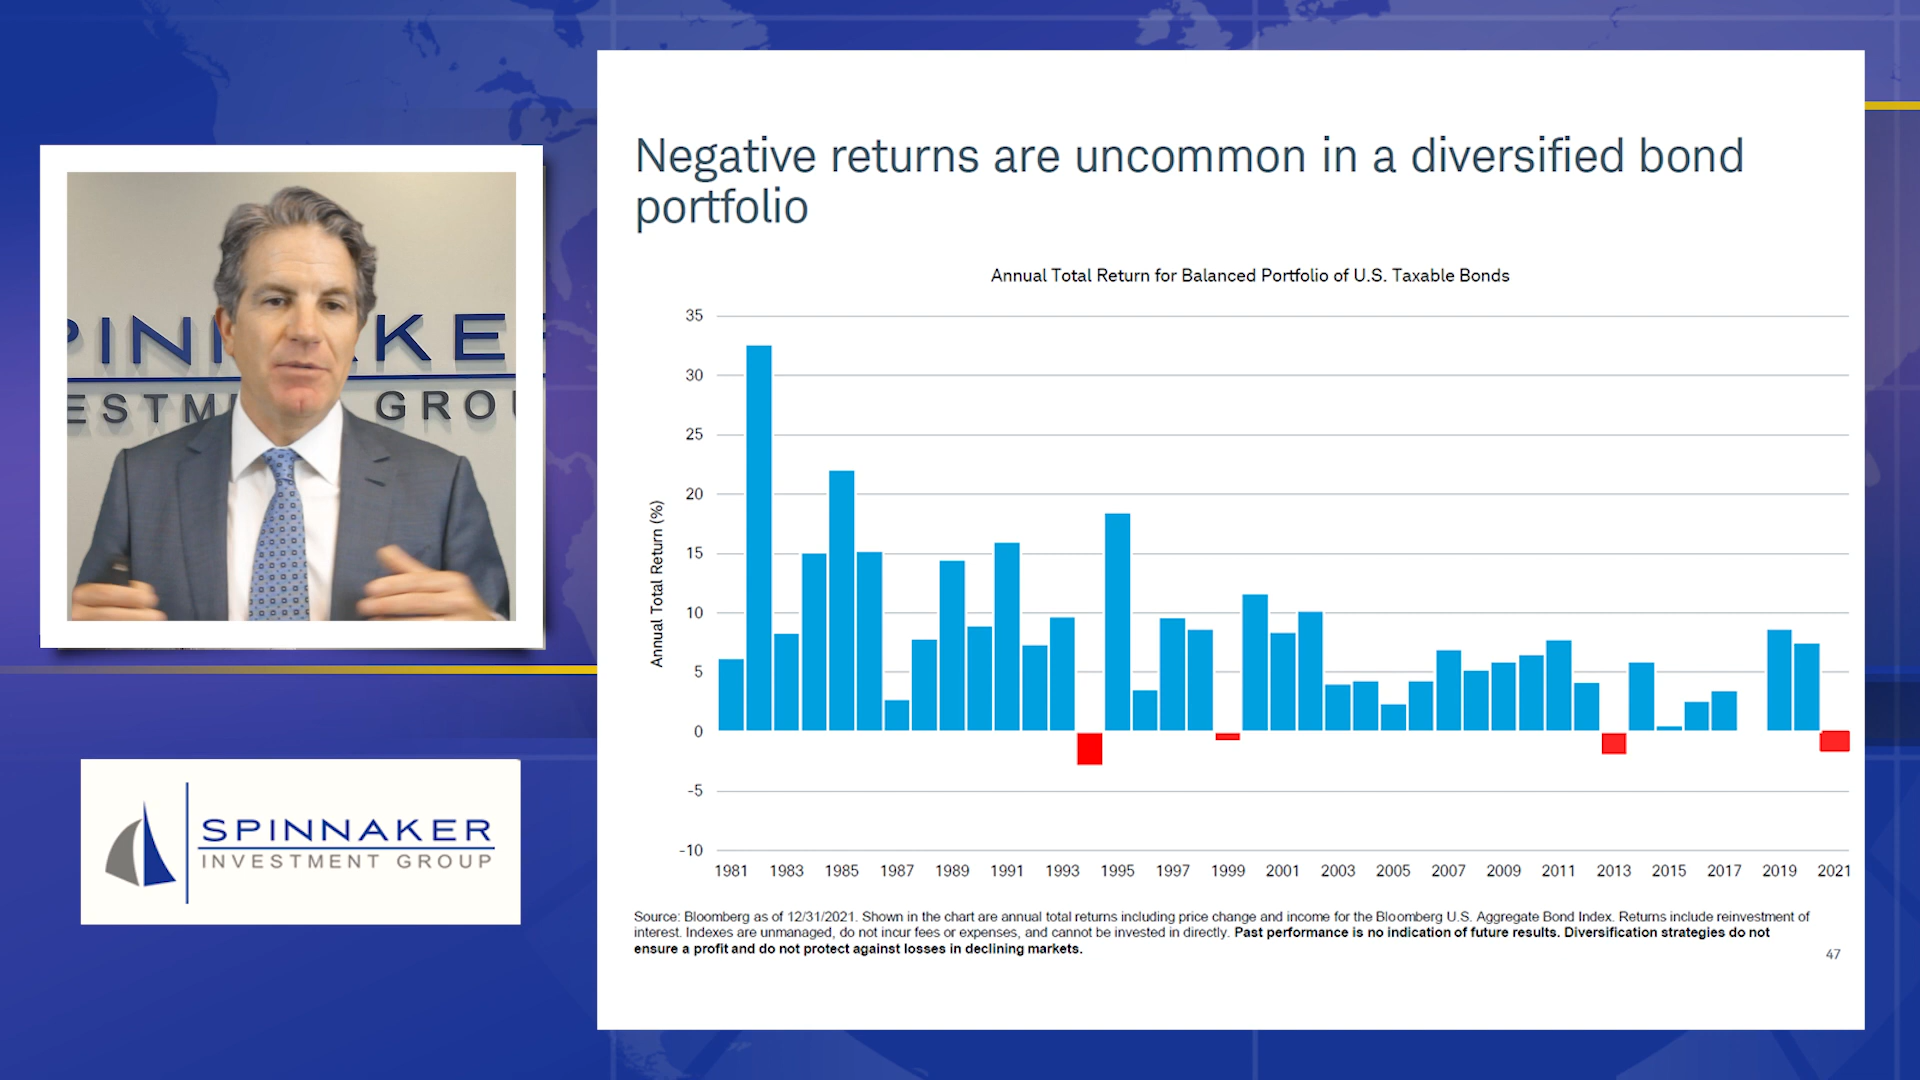 Negative returns are uncommon in a diversified bond
portfolio
Annual Total Return for Balanced Portfolio of U.S. Taxable Bonds
Annual Total Return (%)
35
30
25
20
15
10
5
0
-5
-10
1981 1983 1985 1987 1989 1991 1993 1995 1997 1999 2001 2003 2005 2007 2009 2011 2013 2015 2017 2019 2021
Source: Bloomberg as of 12/31/2021. Shown in the chart are annual total returns including price change and income for the Bloomberg U.S. Aggregate Bond Index. Returns include reinvestment of
interest. Indexes are unmanaged, do not incur fees or expenses, and cannot be invested in directly. Past performance is no indication of future results. Diversification strategies do not
ensure a profit and do not protect against losses in declining markets.
47
PIN KE
ESTM GRO
SPINNAKER
INVESTMENT GROUP